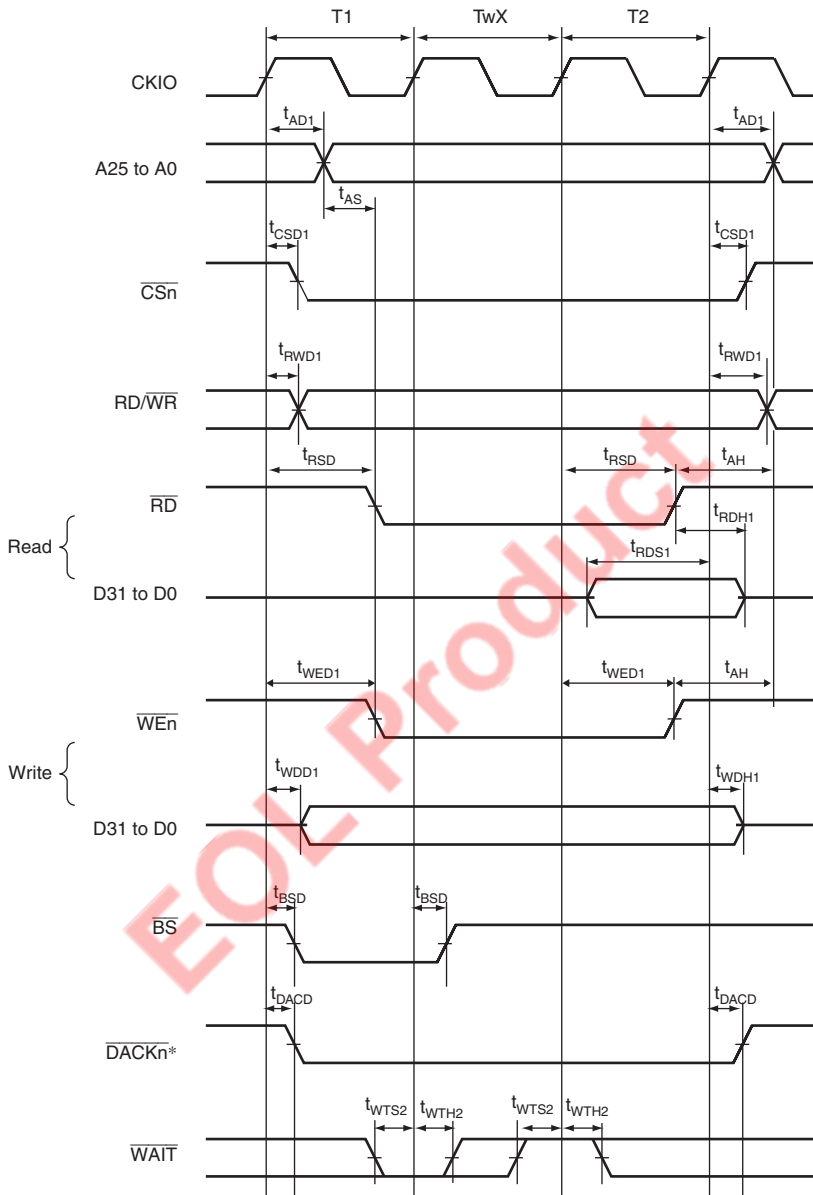 T1 TwX T2
CKIO
tAD1 tAD1
A25 to A0
tAS
tCSD1 tCSD1
CSn
tRWD1 tRWD1
RD/WR
tRSD tRSD tAH
RD
tRDH1
Read
tRDS1
D31 to D0
tWED1 tWED1 tAH
WEn
Write
tWDD1 tWDH1
D31 to D0
tBSD tBSD
BS
tDACD tDACD
DACKn*
tWTS2 tWTH2 tWTS2 tWTH2
WAIT
EOL Product